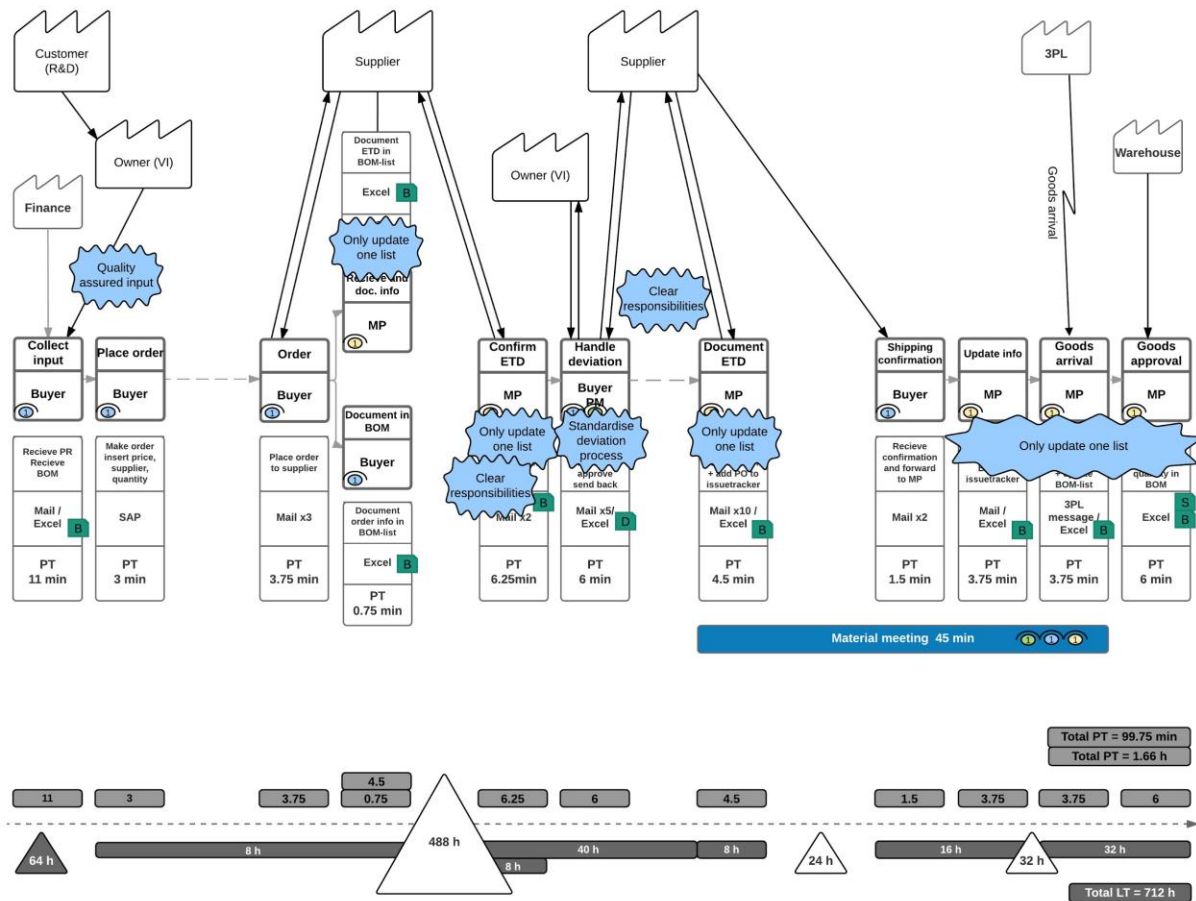 Customer
(R&D)
Supplier
Supplier
3PL
Owner (VI)
Document
ETD in
BOM-list
Warehouse
Owner (VI)
Excel
B
Finance
Goods arrival
Only update
one list
Quality
assured input
Recieve and
doc. info
Clear
responsibilities
MP
1
Collect
input
Place order
Order
Confirm
ETD
Handle
deviation
Document
ETD
Shipping
confirmation
Update info
Goods
arrival
Goods
approval
Buyer
1
Buyer
1
Buyer
1
MP
Buyer
PM
MP
Buyer
1
MP
1
MP
1
MP
1
Document in
BOM
Buyer
1
Only update
one list
Standardise
deviation
process
Only update
one list
Only update one list
Clear
responsibilities
Recieve PR
Recieve
BOM
Make order
insert price,
supplier,
quantity
Place order
to supplier
approve
send back
+ add PO to
issuetracker
Recieve
confirmation
and forward
to MP
issuetracker
BOM-list
quantity in
BOM
Mail /
Excel
B
SAP
Mail x3
Document
order info in
BOM-list
Mail x2
B
Mail x5/
Excel
D
Mail x10 /
Excel
B
Mail x2
Mail /
Excel
B
3PL
message /
Excel
B
Excel
S
B
Excel
B
PT
11 min
PT
3 min
PT
3.75 min
PT
0.75 min
PT
6.25min
PT
6 min
PT
4.5 min
PT
1.5 min
PT
3.75 min
PT
3.75 min
PT
6 min
Material meeting 45 min
1
1
1
Total PT = 99.75 min
Total PT = 1.66 h
4.5
11
3
3.75
0.75
6.25
6
4.5
1.5
3.75
3.75
6
64 h
8 h
488 h
40 h
8 h
8 h
24 h
16 h
32 h
32 h
Total LT = 712 h